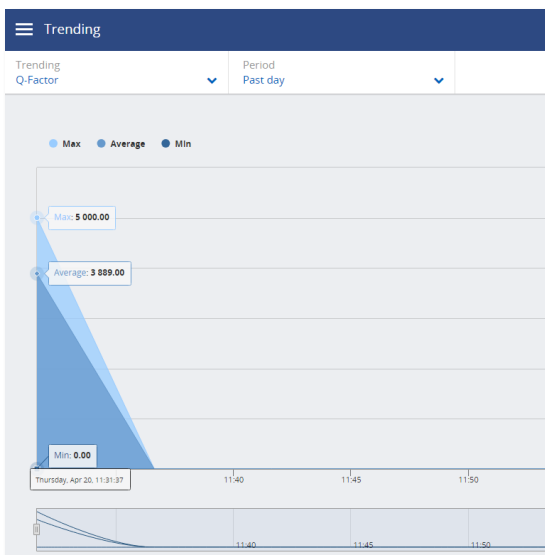 Trending
Trending
Q-Factor
Period
Past day
Max
Average
Min
Max: 5 000.00
Average: 3 889.00
Min: 0.00
Thursday, Apr 20, 11:31:37
11:40
11:45
11:50
11:40
11:45
11:50